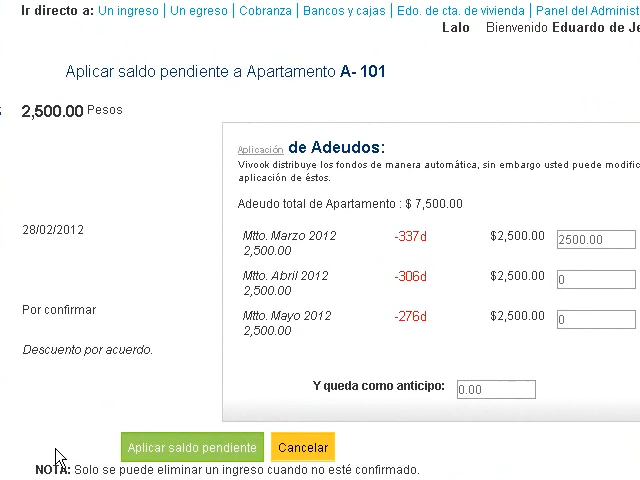 Ir directo a: Un ingreso | Un egreso | Cobranza | Bancos y cajas | Edo. de cta. de vivienda | Panel del Administ
Lalo Bienvenido Eduardo de Je
Aplicar saldo pendiente a Apartamento A- 101
2,500.00 Pesos
Aplicación de Adeudos:
Vivook distribuye los fondos de manera automática, sin embargo usted puede modific
aplicación de éstos.
Adeudo total de Apartamento : $ 7,500.00
28/02/2012
Mtto. Marzo 2012 -337d $2,500.00 2500.00
2,500.00
Mtto. Abril 2012 -306d $2,500.00 0
2,500.00
Por confirmar
Mtto. Mayo 2012 -276d $2,500.00 0
2,500.00
Descuento por acuerdo.
Y queda como anticipo: 0.00
Aplicar saldo pendiente Cancelar
NOTA: Solo se puede eliminar un ingreso cuando no esté confirmado.